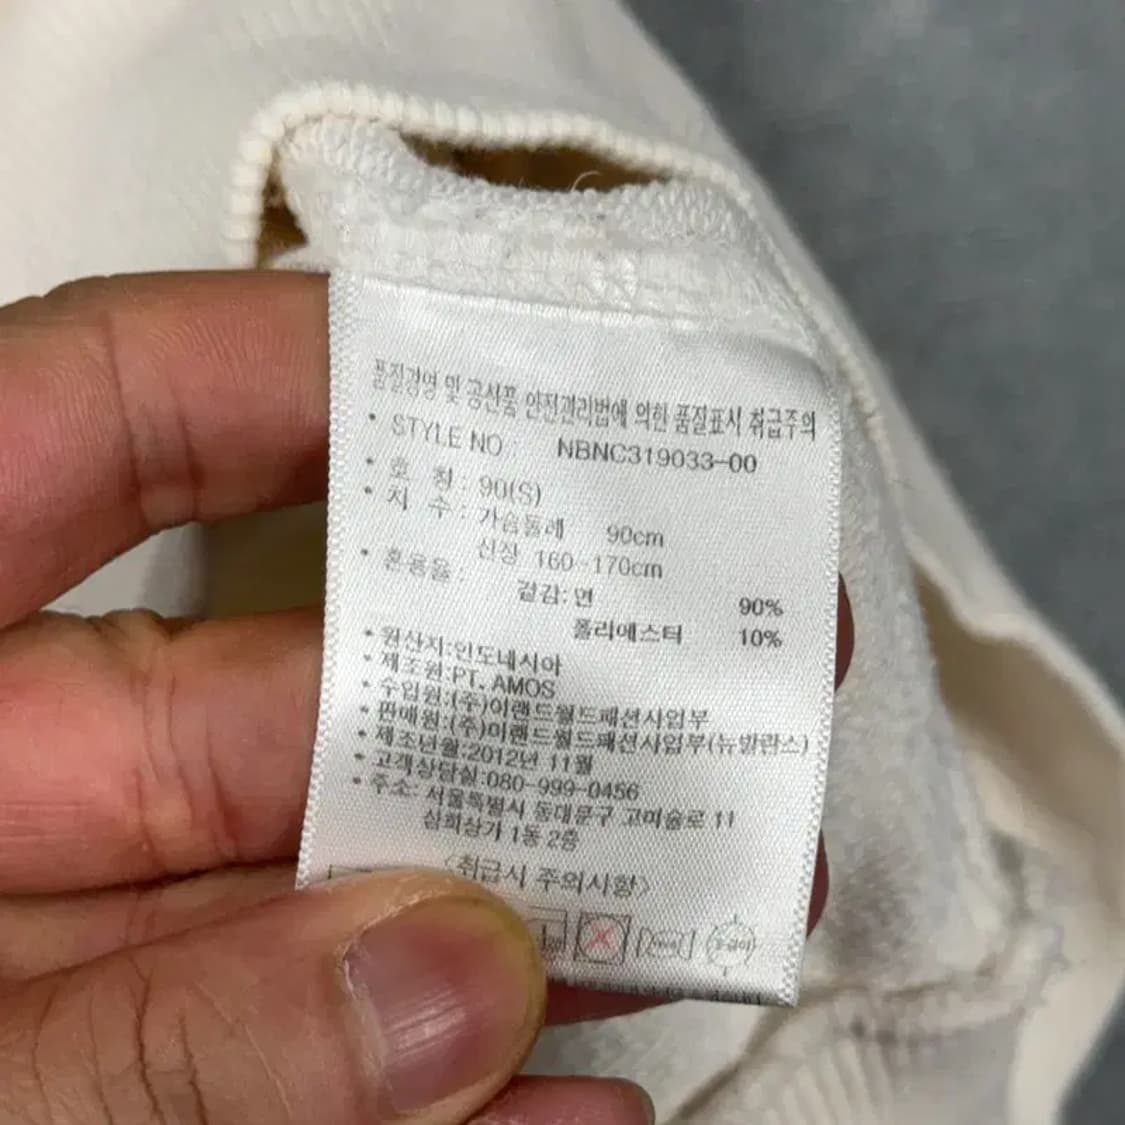 품질경영 및 공산품 안전관리법에 의한 품질표시 취급주의
• STYLE NO : NBNC319033-00
• 호 칭 : 90(S)
• 치 수 : 가슴둘레 90cm
신장 160-170cm
• 혼용율 :
겉감: 면 90%
폴리에스터 10%
• 원산지:인도네시아
• 제조원:PT. AMOS
• 수입원:(주)이랜드월드패션사업부
• 판매원:(주)이랜드월드패션사업부(뉴발란스)
• 제조년월:2012년 11월
• 고객상담실:080-999-0456
• 주소: 서울특별시 동대문구 고미술로 11
삼희상가 1동 2층
<취급시 주의사항>